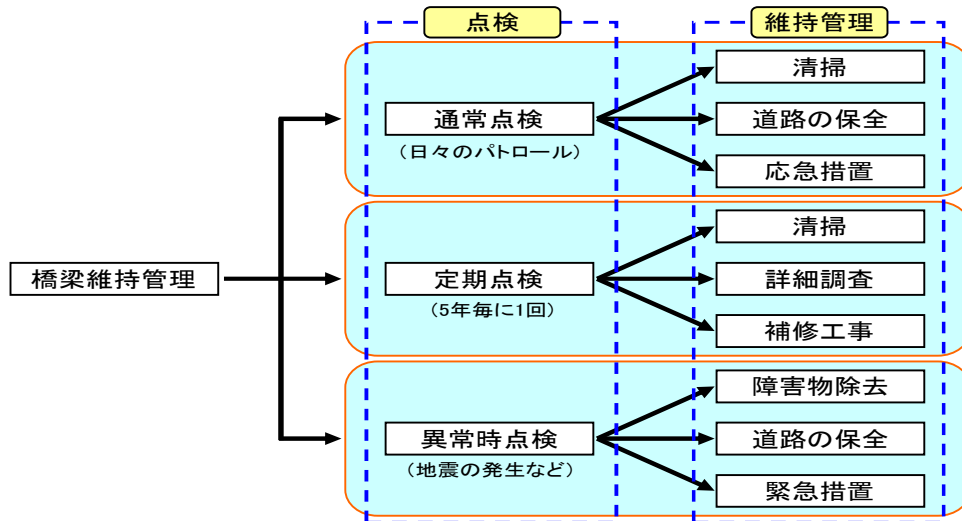 点検
維持管理
橋梁維持管理
通常点検
（日々のパトロール）
清掃
道路の保全
応急措置
定期点検
（5年毎に1回）
清掃
詳細調査
補修工事
異常時点検
（地震の発生など）
障害物除去
道路の保全
緊急措置